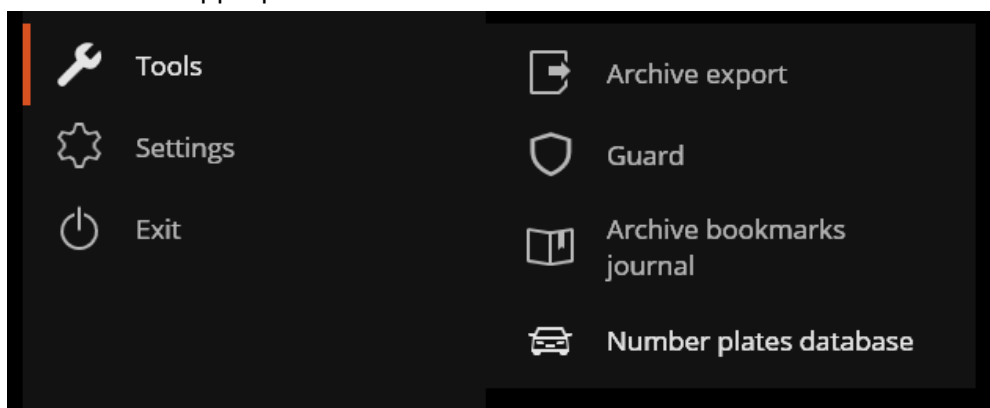 Tools
Settings
Exit
Archive export
Guard
Archive bookmarks
journal
Number plates database